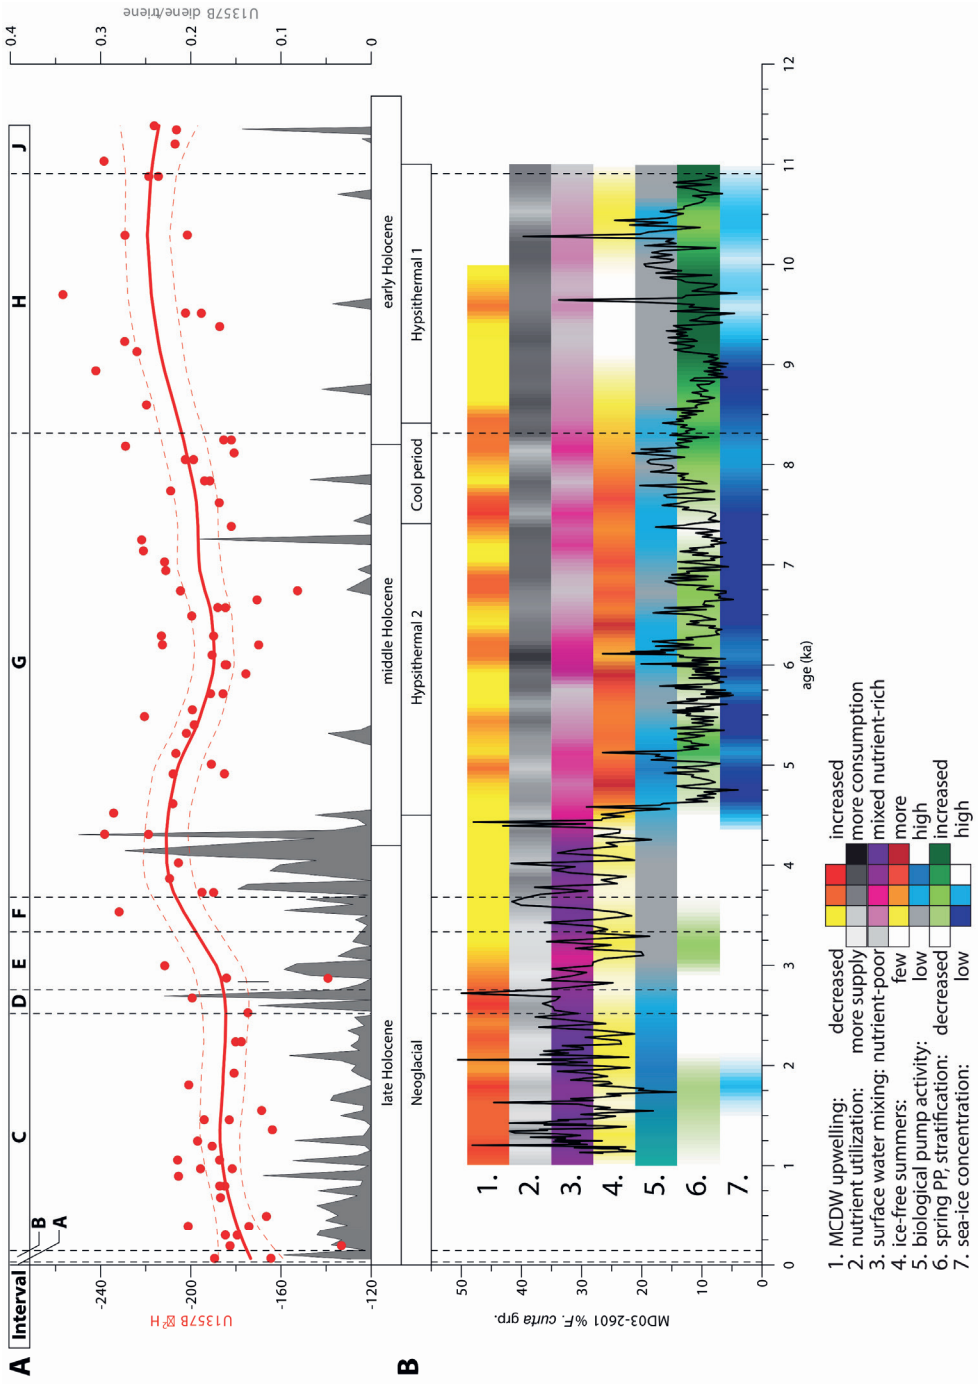 A
Interval
B
A
C
D
E
F
G
H
J
-240
-200
-160
-120
U1357B ⊠²H
0.4
0.3
0.2
0.1
0
U1357B diene/triene
late Holocene
middle Holocene
early Holocene
Neoglacial
Hypsithermal 2
Cool period
Hypsithermal 1
B
1.
2.
3.
4.
5.
6.
7.
50
40
30
20
10
0
MD03-2601 %F. curta grp.
0
1
2
3
4
5
6
7
8
9
10
11
12
age (ka)
1. MCDW upwelling: decreased increased
2. nutrient utilization: more supply more consumption
3. surface water mixing: nutrient-poor mixed nutrient-rich
4. ice-free summers: few more
5. biological pump activity: low high
6. spring PP, stratification: decreased increased
7. sea-ice concentration: low high